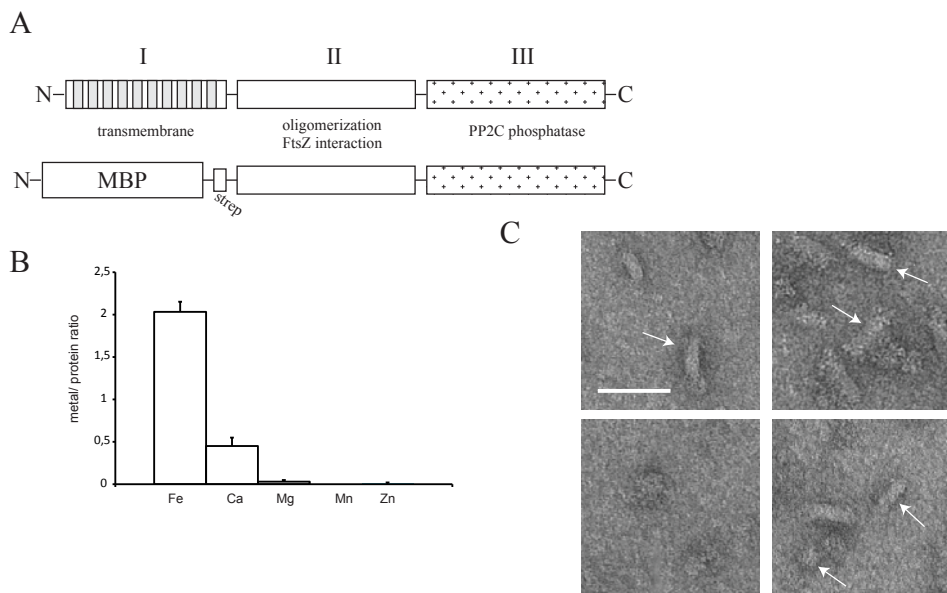 A
I II III
N C
transmembrane
oligomerization
FtsZ interaction
PP2C phosphatase
N MBP C
strep
B
metal/ protein ratio
2,5
2
1,5
1
0,5
0
Fe Ca Mg Mn Zn
C